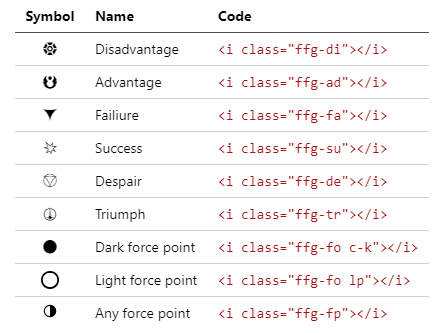 Symbol Name Code
Disadvantage <i class="ffg-di"></i>
Advantage <i class="ffg-ad"></i>
Failiure <i class="ffg-fa"></i>
Success <i class="ffg-su"></i>
Despair <i class="ffg-de"></i>
Triumph <i class="ffg-tr"></i>
Dark force point <i class="ffg-fo c-k"></i>
Light force point <i class="ffg-fo lp"></i>
Any force point <i class="ffg-fp"></i>